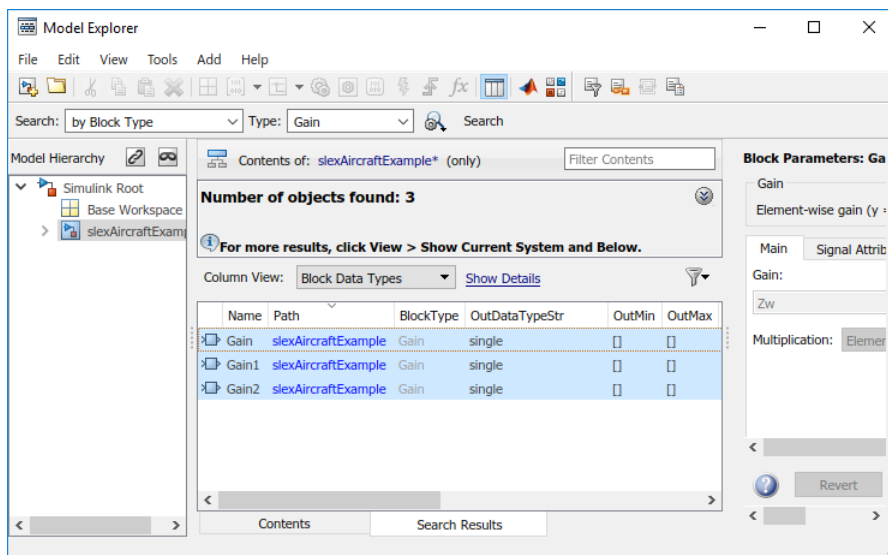 Model Explorer
File Edit View Tools Add Help
fx
Search: by Block Type Type: Gain Search
Model Hierarchy
Simulink Root
Base Workspace
slexAircraftExamp
Contents of: slexAircraftExample* (only) Filter Contents
Number of objects found: 3
For more results, click View > Show Current System and Below.
Column View: Block Data Types Show Details
Name Path BlockType OutDataTypeStr OutMin OutMax
Gain slexAircraftExample Gain single [] []
Gain1 slexAircraftExample Gain single [] []
Gain2 slexAircraftExample Gain single [] []
Contents Search Results
Block Parameters: Ga
Gain
Element-wise gain (y =
Main Signal Attrib
Gain:
Zw
Multiplication: Elemen
Revert